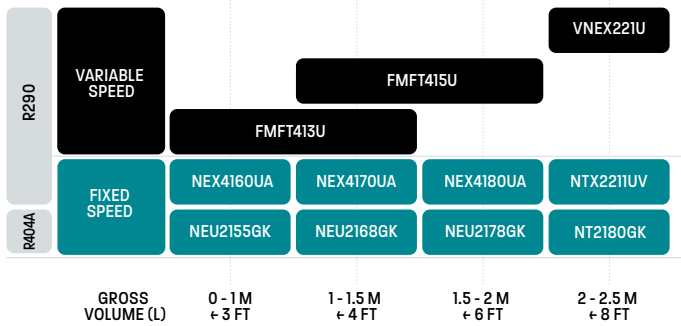 VNEX221U
R290
VARIABLE
SPEED
FMFT415U
FMFT413U
FIXED
SPEED
NEX4160UA NEX4170UA NEX4180UA NTX2211UV
R404A
NEU2155GK NEU2168GK NEU2178GK NT2180GK
GROSS 0 - 1 M 1 - 1.5 M 1.5 - 2 M 2 - 2.5 M
VOLUME (L) ← 3 FT ← 4 FT ← 6 FT ← 8 FT